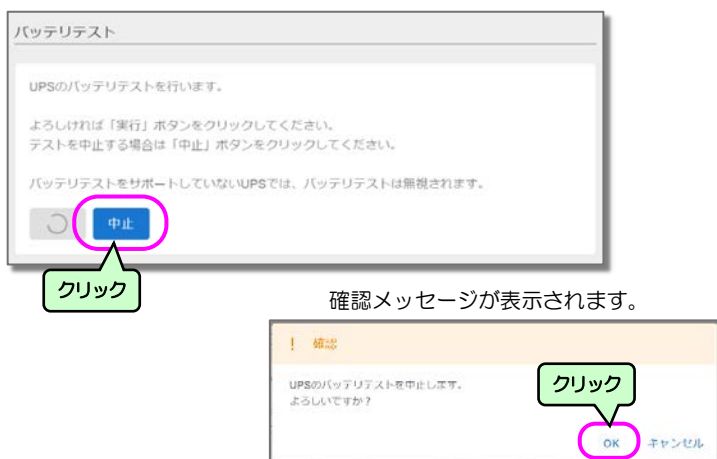 バッテリテスト
UPSのバッテリテストを行います。
よろしければ「実行」ボタンをクリックしてください。
テストを中止する場合は「中止」ボタンをクリックしてください。
バッテリテストをサポートしていないUPSでは、バッテリテストは無視されます。
中止
クリック
確認メッセージが表示されます。
! 確認
UPSのバッテリテストを中止します。
よろしいですか?
クリック
OK キャンセル